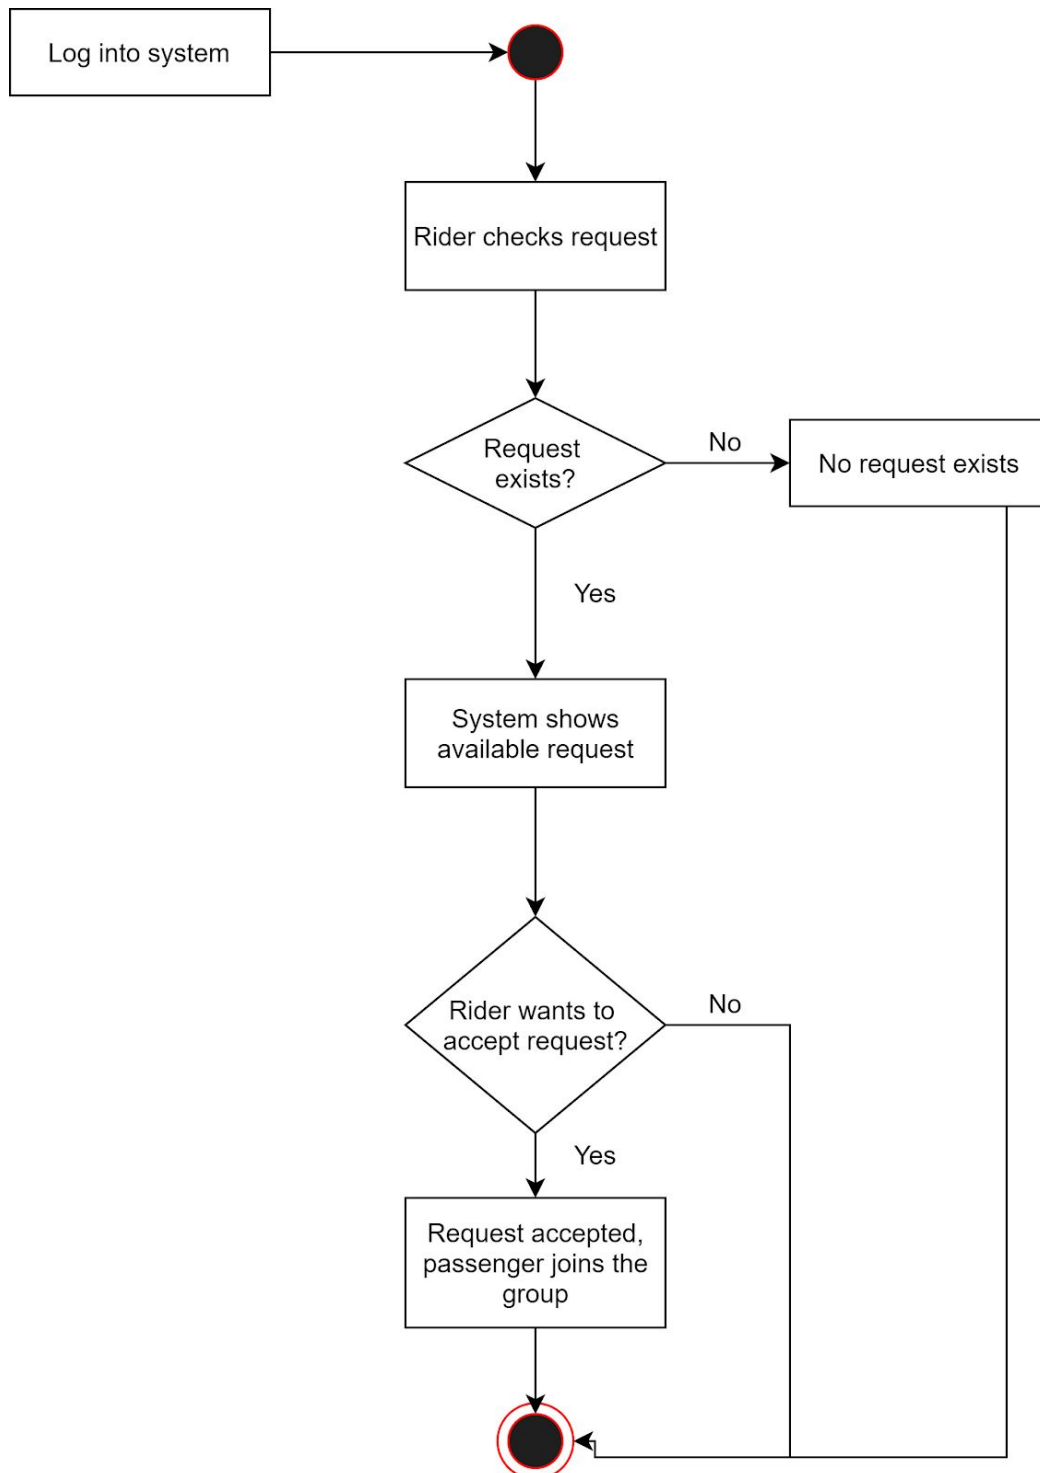 Log into system
Rider checks request
Request
exists?
No
No request exists
Yes
System shows
available request
Rider wants to
accept request?
No
Yes
Request accepted,
passenger joins the
group